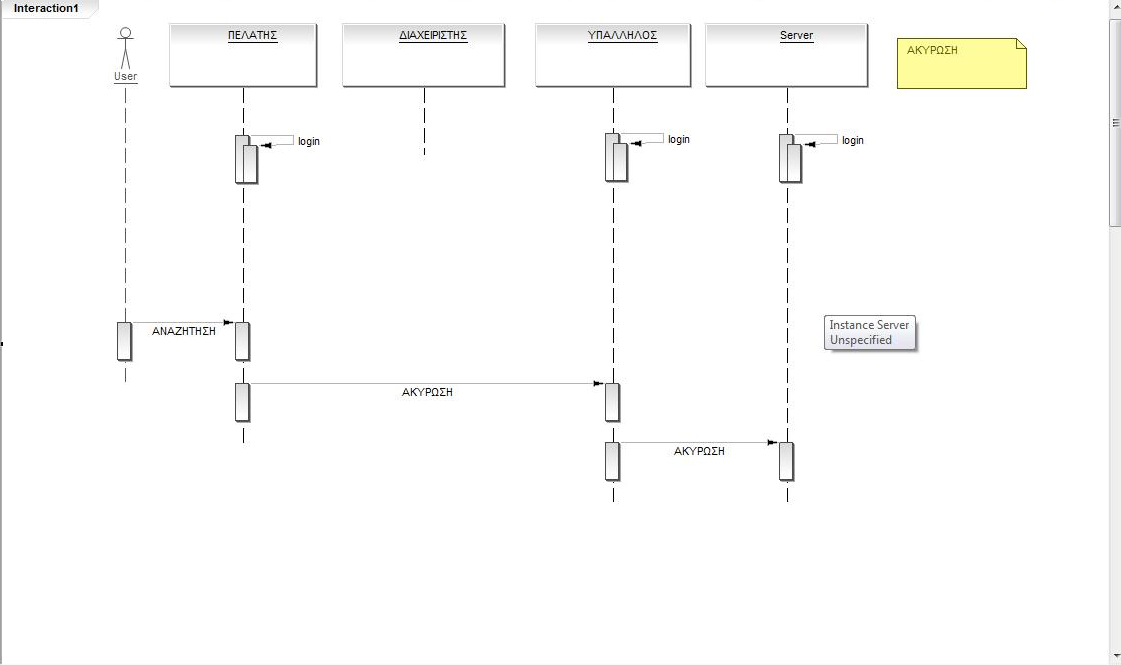 Interaction1
User
ΠΕΛΑΤΗΣ
ΔΙΑΧΕΙΡΙΣΤΗΣ
ΥΠΑΛΛΗΛΟΣ
Server
ΑΚΥΡΩΣΗ
login
login
login
ΑΝΑΖΗΤΗΣΗ
Instance Server
Unspecified
ΑΚΥΡΩΣΗ
ΑΚΥΡΩΣΗ